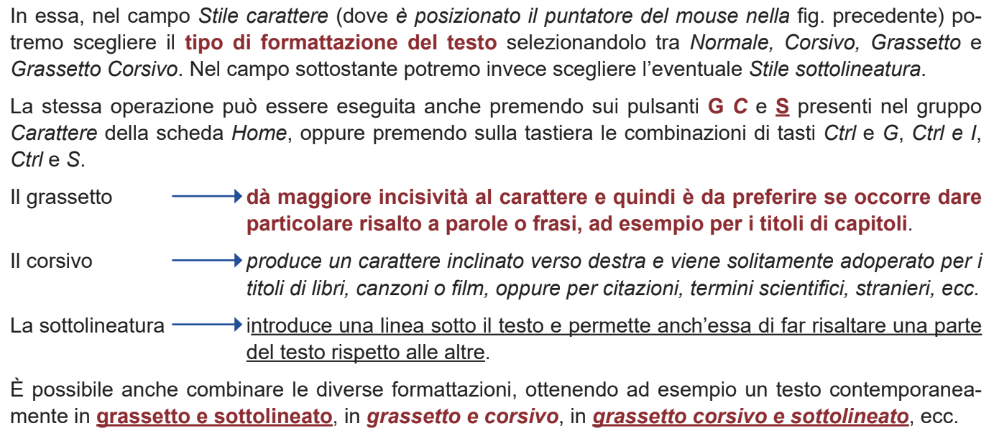 In essa, nel campo Stile carattere (dove è posizionato il puntatore del mouse nella fig. precedente) po-
tremo scegliere il tipo di formattazione del testo selezionandolo tra Normale, Corsivo, Grassetto e
Grassetto Corsivo. Nel campo sottostante potremo invece scegliere l'eventuale Stile sottolineatura.
La stessa operazione può essere eseguita anche premendo sui pulsanti G C e S presenti nel gruppo
Carattere della scheda Home, oppure premendo sulla tastiera le combinazioni di tasti Ctrl e G, Ctrl e I,
Ctrl e S.
Il grassetto dà maggiore incisività al carattere e quindi è da preferire se occorre dare
particolare risalto a parole o frasi, ad esempio per i titoli di capitoli.
Il corsivo produce un carattere inclinato verso destra e viene solitamente adoperato per i
titoli di libri, canzoni o film, oppure per citazioni, termini scientifici, stranieri, ecc.
La sottolineatura introduce una linea sotto il testo e permette anch'essa di far risaltare una parte
del testo rispetto alle altre.
È possibile anche combinare le diverse formattazioni, ottenendo ad esempio un testo contemporanea-
mente in grassetto e sottolineato, in grassetto e corsivo, in grassetto corsivo e sottolineato, ecc.